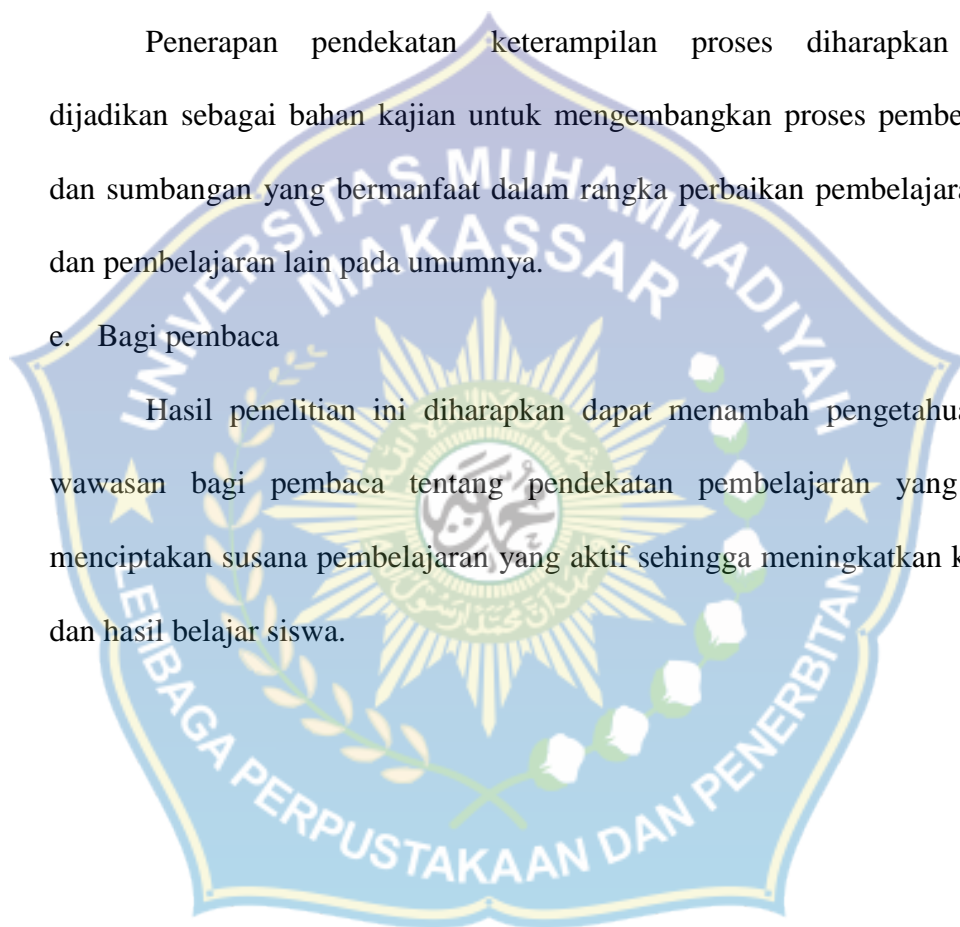 Penerapan pendekatan keterampilan proses diharapkan
dijadikan sebagai bahan kajian untuk mengembangkan proses pembe
dan sumbangan yang bermanfaat dalam rangka perbaikan pembelajara
dan pembelajaran lain pada umumnya.
e. Bagi pembaca
Hasil penelitian ini diharapkan dapat menambah pengetahua
wawasan bagi pembaca tentang pendekatan pembelajaran yang
menciptakan susana pembelajaran yang aktif sehingga meningkatkan k
dan hasil belajar siswa.
UNIVERSITAS MUHAMMADIYAH
MAKASSAR
LEMBAGA PERPUSTAKAAN DAN PENERBITAN